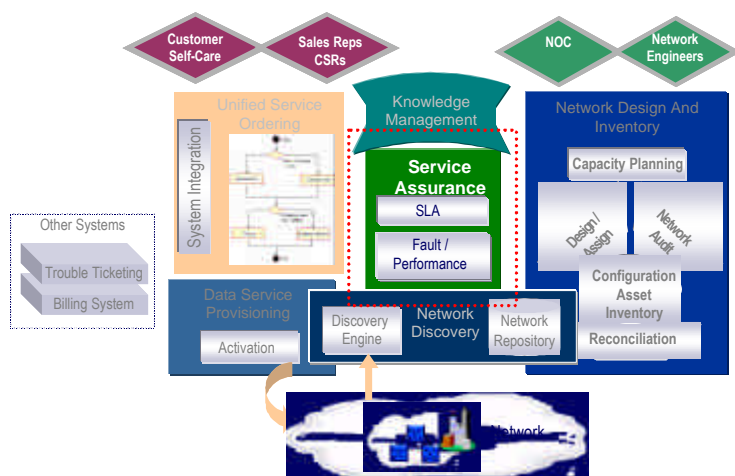 Customer
Self-Care
Sales Reps
CSRs
NOC
Network
Engineers
Unified Service
Ordering
System Integration
Knowledge
Management
Service
Assurance
SLA
Fault /
Performance
Network Design And
Inventory
Capacity Planning
Design /
Assign
Network
Audit
Configuration
Asset
Inventory
Reconciliation
Other Systems
Trouble Ticketing
Billing System
Data Service
Provisioning
Activation
Discovery
Engine
Network
Discovery
Network
Repository
Network